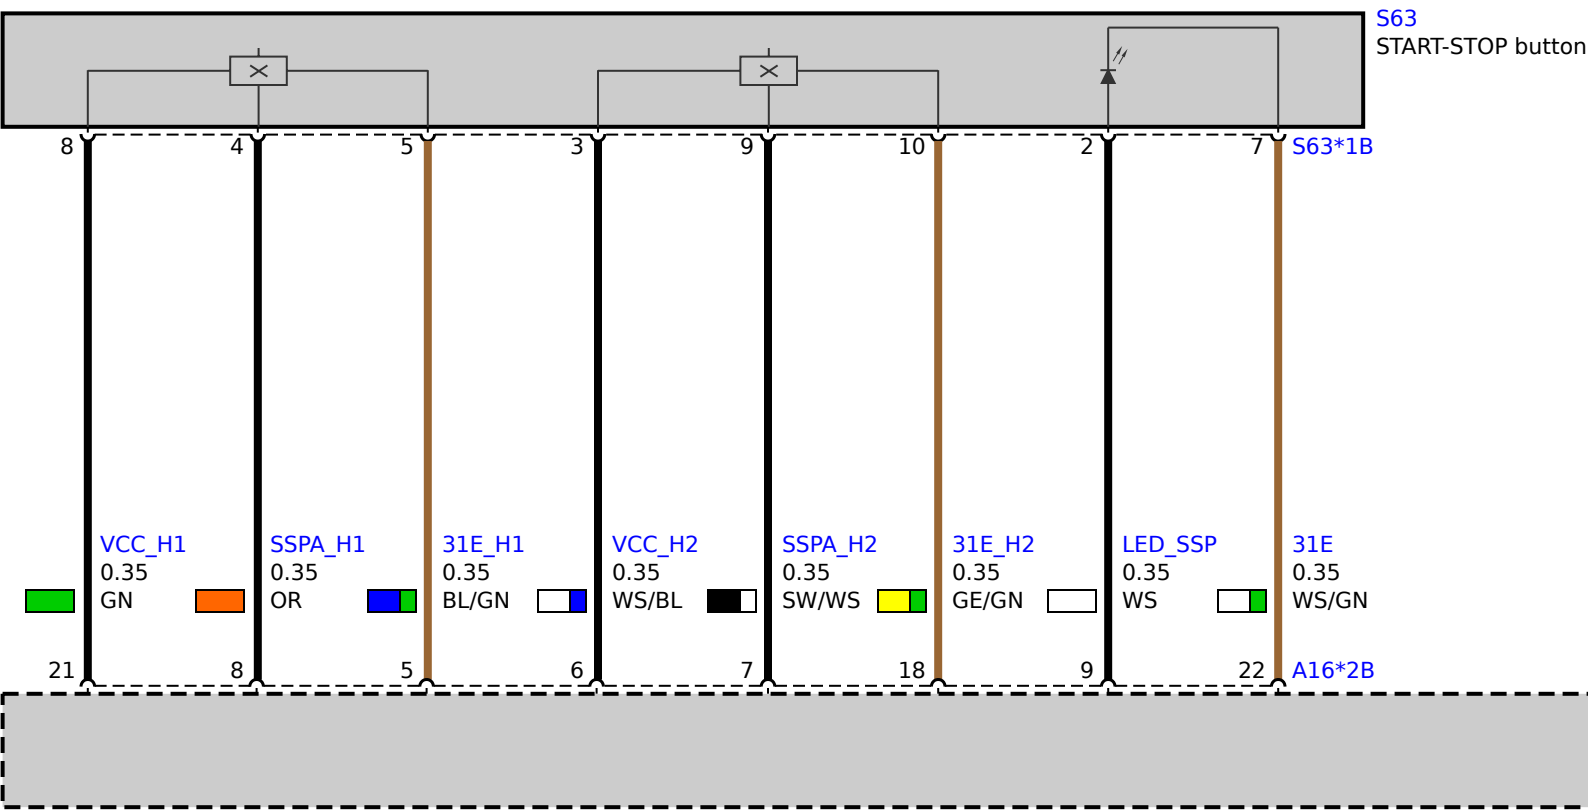 S63
START-STOP button
8 4 5 3 9 10 2 7 S63*1B
VCC_H1 SSPA_H1 31E_H1 VCC_H2 SSPA_H2 31E_H2 LED_SSP 31E
0.35 0.35 0.35 0.35 0.35 0.35 0.35 0.35
GN OR BL/GN WS/BL SW/WS GE/GN WS WS/GN
21 8 5 6 7 18 9 22 A16*2B